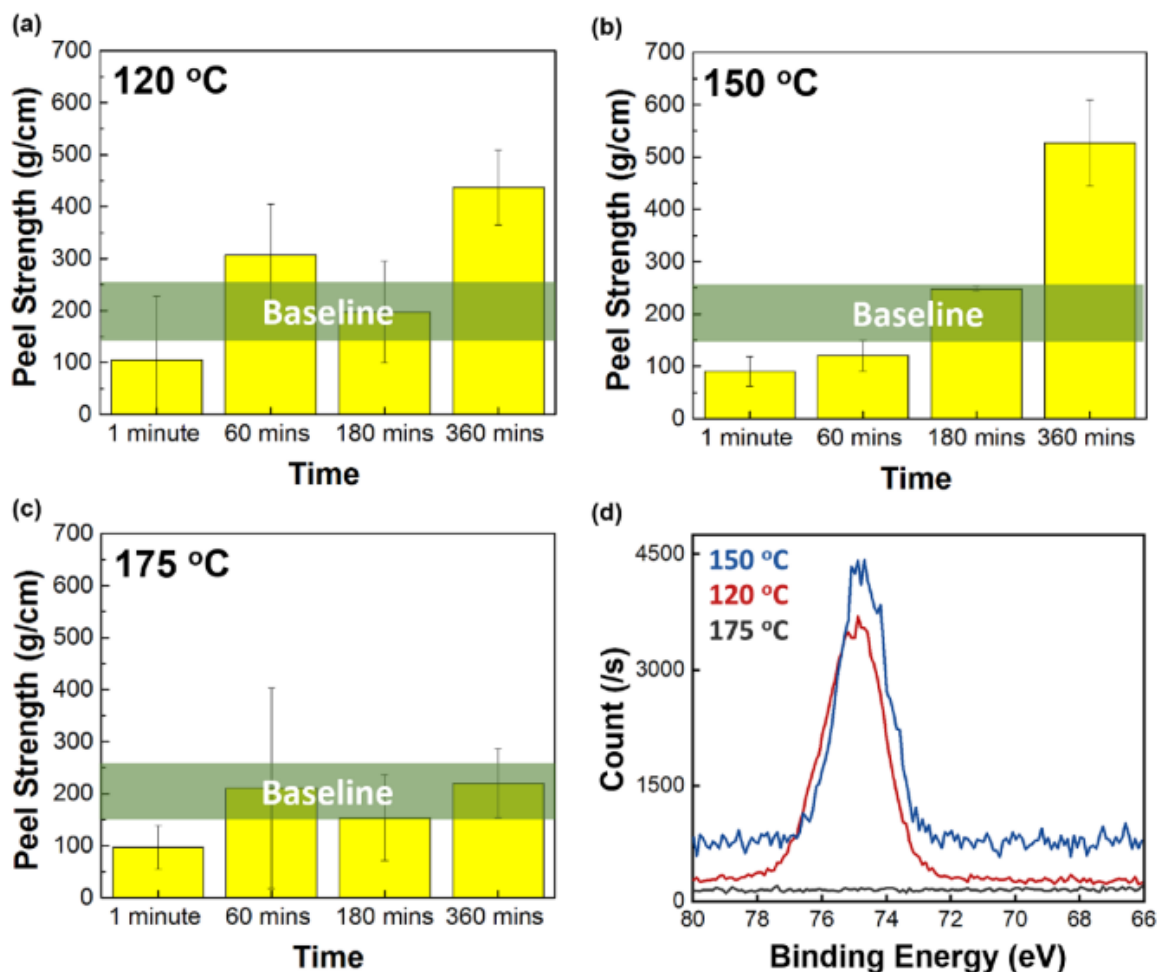 (a)
Peel Strength (g/cm)
700
600
500
400
300
200
100
0
120 °C
Baseline
1 minute 60 mins 180 mins 360 mins
Time
(b)
Peel Strength (g/cm)
700
600
500
400
300
200
100
0
150 °C
Baseline
1 minute 60 mins 180 mins 360 mins
Time
(c)
Peel Strength (g/cm)
700
600
500
400
300
200
100
0
175 °C
Baseline
1 minute 60 mins 180 mins 360 mins
Time
(d)
Count (/s)
4500
3000
1500
0
150 °C
120 °C
175 °C
80 78 76 74 72 70 68 66
Binding Energy (eV)